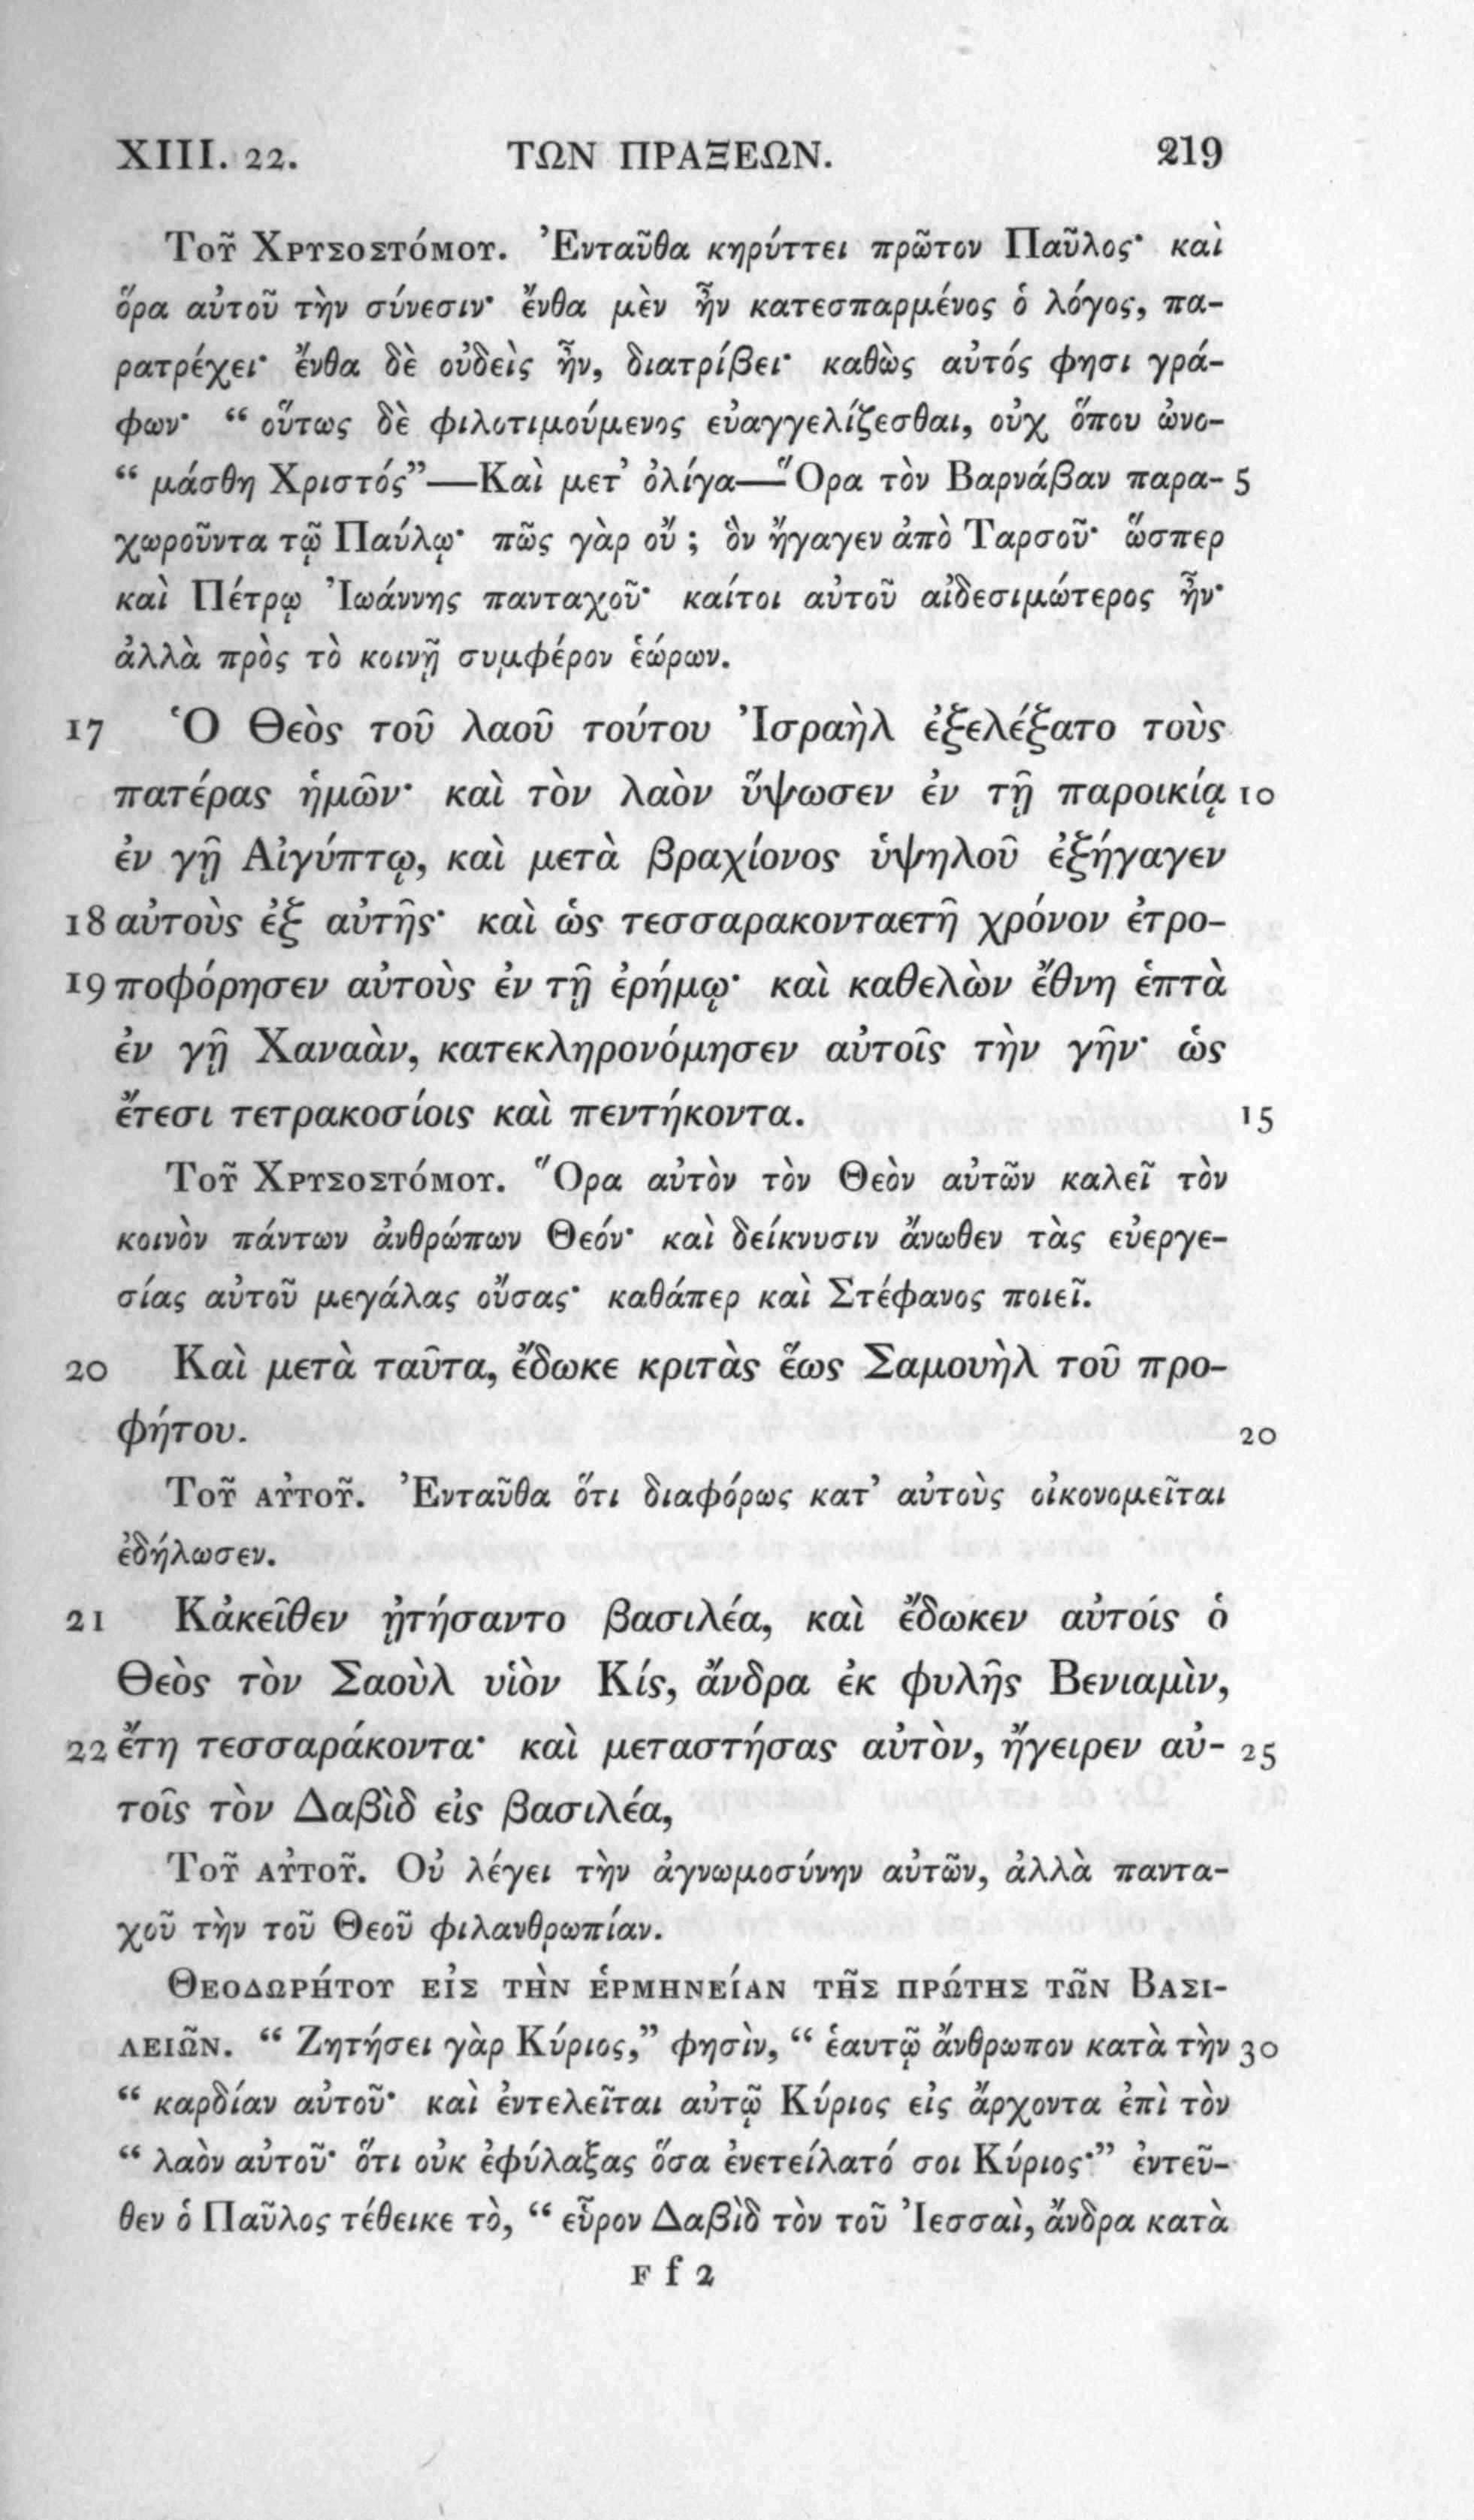 XIII. 22. ΤΩΝ ΠΡΑΞΕΩΝ. 219
Τοῦ Χρυσοστόμου. Ἐνταῦθα κηρύττει πρῶτον Παῦλος· καὶ
ὅρα αὐτοῦ τὴν σύνεσιν· ἔνθα μὲν ἦν κατεσπαρμένος ὁ λόγος, πα-
ρατρέχει· ἔνθα δὲ οὐδεὶς ἦν, διατρίβει· καθὼς αὐτός φησι γρά-
φων· “ οὕτως δὲ φιλοτιμούμενος εὐαγγελίζεσθαι, οὐχ ὅπου ὠνο-
“ μάσθη Χριστός”—Καὶ μετ’ ὀλίγα—Ὅρα τὸν Βαρνάβαν παρα- 5
χωροῦντα τῷ Παύλῳ· πῶς γὰρ οὔ ; ὃν ἤγαγεν ἀπὸ Ταρσοῦ· ὥσπερ
καὶ Πέτρῳ Ἰωάννης πανταχοῦ· καίτοι αὐτοῦ αἰδεσιμώτερος ἦν·
ἀλλὰ πρὸς τὸ κοινῇ συμφέρον ἑώρων.
17 Ὁ Θεὸς τοῦ λαοῦ τούτου Ἰσραὴλ ἐξελέξατο τοὺς
πατέρας ἡμῶν· καὶ τὸν λαὸν ὕψωσεν ἐν τῇ παροικίᾳ 10
ἐν γῇ Αἰγύπτῳ, καὶ μετὰ βραχίονος ὑψηλοῦ ἐξήγαγεν
18 αὐτοὺς ἐξ αὐτῆς· καὶ ὡς τεσσαρακονταετῆ χρόνον ἐτρο-
19 ποφόρησεν αὐτοὺς ἐν τῇ ἐρήμῳ· καὶ καθελὼν ἔθνη ἑπτὰ
ἐν γῇ Χαναὰν, κατεκληρονόμησεν αὐτοῖς τὴν γῆν· ὡς
ἔτεσι τετρακοσίοις καὶ πεντήκοντα. 15
Τοῦ Χρυσοστόμου. Ὅρα αὐτὸν τὸν Θεὸν αὐτῶν καλεῖ τὸν
κοινὸν πάντων ἀνθρώπων Θεόν· καὶ δείκνυσιν ἄνωθεν τὰς εὐεργε-
σίας αὐτοῦ μεγάλας οὔσας· καθάπερ καὶ Στέφανος ποιεῖ.
20 Καὶ μετὰ ταῦτα, ἔδωκε κριτὰς ἕως Σαμουὴλ τοῦ προ-
φήτου. 20
Τοῦ αὐτοῦ. Ἐνταῦθα ὅτι διαφόρως κατ’ αὐτοὺς οἰκονομεῖται
ἐδήλωσεν.
21 Κἀκεῖθεν ᾐτήσαντο βασιλέα, καὶ ἔδωκεν αὐτοίς ὁ
Θεὸς τὸν Σαοὺλ υἱὸν Κίς, ἄνδρα ἐκ φυλῆς Βενιαμὶν,
22 ἔτη τεσσαράκοντα· καὶ μεταστήσας αὐτὸν, ἤγειρεν αὐ- 25
τοῖς τὸν Δαβὶδ εἰς βασιλέα,
Τοῦ αὐτοῦ. Οὐ λέγει τὴν ἀγνωμοσύνην αὐτῶν, ἀλλὰ παντα-
χοῦ τὴν τοῦ Θεοῦ φιλανθρωπίαν.
Θεοδωρήτου εἰς τὴν ἑρμηνείαν τῆς πρώτης τῶν Βασι-
λειῶν. “ Ζητήσει γὰρ Κύριος,” φησὶν, “ ἑαυτῷ ἄνθρωπον κατὰ τὴν 30
“ καρδίαν αὐτοῦ· καὶ ἐντελεῖται αὐτῷ Κύριος εἰς ἄρχοντα ἐπὶ τὸν
“ λαὸν αὐτοῦ· ὅτι οὐκ ἐφύλαξας ὅσα ἐνετείλατό σοι Κύριος·” ἐντεῦ-
θεν ὁ Παῦλος τέθεικε τὸ, “ εὗρον Δαβὶδ τὸν τοῦ Ἰεσσαὶ, ἄνδρα κατὰ
F f 2